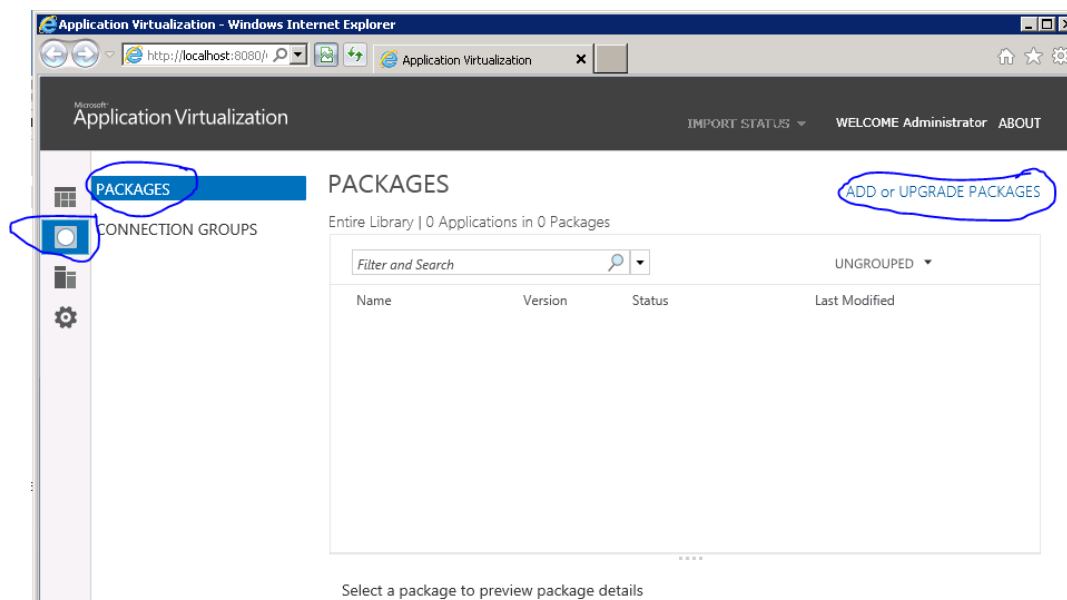 Application Virtualization - Windows Internet Explorer
http://localhost:8080/
Application Virtualization
Microsoft
Application Virtualization
IMPORT STATUS
WELCOME Administrator ABOUT
PACKAGES
CONNECTION GROUPS
PACKAGES
ADD or UPGRADE PACKAGES
Entire Library | 0 Applications in 0 Packages
Filter and Search
UNGROUPED
Name Version Status Last Modified
Select a package to preview package details